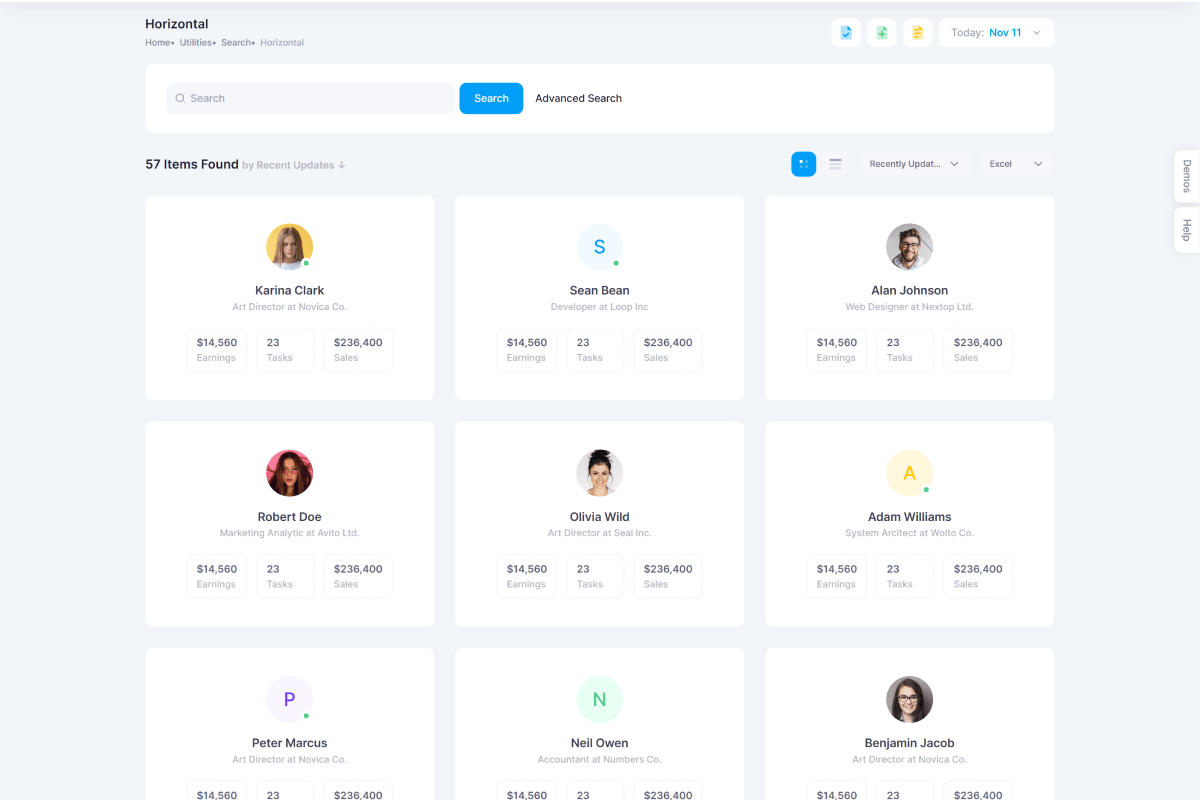 Horizontal
Home• Utilities• Search• Horizontal
Today: Nov 11
Search Search Advanced Search
57 Items Found by Recent Updates ↓
Recently Updat... Excel
Demos
Help
Karina Clark
Art Director at Novica Co.
$14,560 23 $236,400
Earnings Tasks Sales
S
Sean Bean
Developer at Loop Inc
$14,560 23 $236,400
Earnings Tasks Sales
Alan Johnson
Web Designer at Nextop Ltd.
$14,560 23 $236,400
Earnings Tasks Sales
Robert Doe
Marketing Analytic at Avito Ltd.
$14,560 23 $236,400
Earnings Tasks Sales
Olivia Wild
Art Director at Seal Inc.
$14,560 23 $236,400
Earnings Tasks Sales
A
Adam Williams
System Arcitect at Wolto Co.
$14,560 23 $236,400
Earnings Tasks Sales
P
Peter Marcus
Art Director at Novica Co.
$14,560 23 $236,400
N
Neil Owen
Accountant at Numbers Co.
$14,560 23 $236,400
Benjamin Jacob
Art Director at Novica Co.
$14,560 23 $236,400